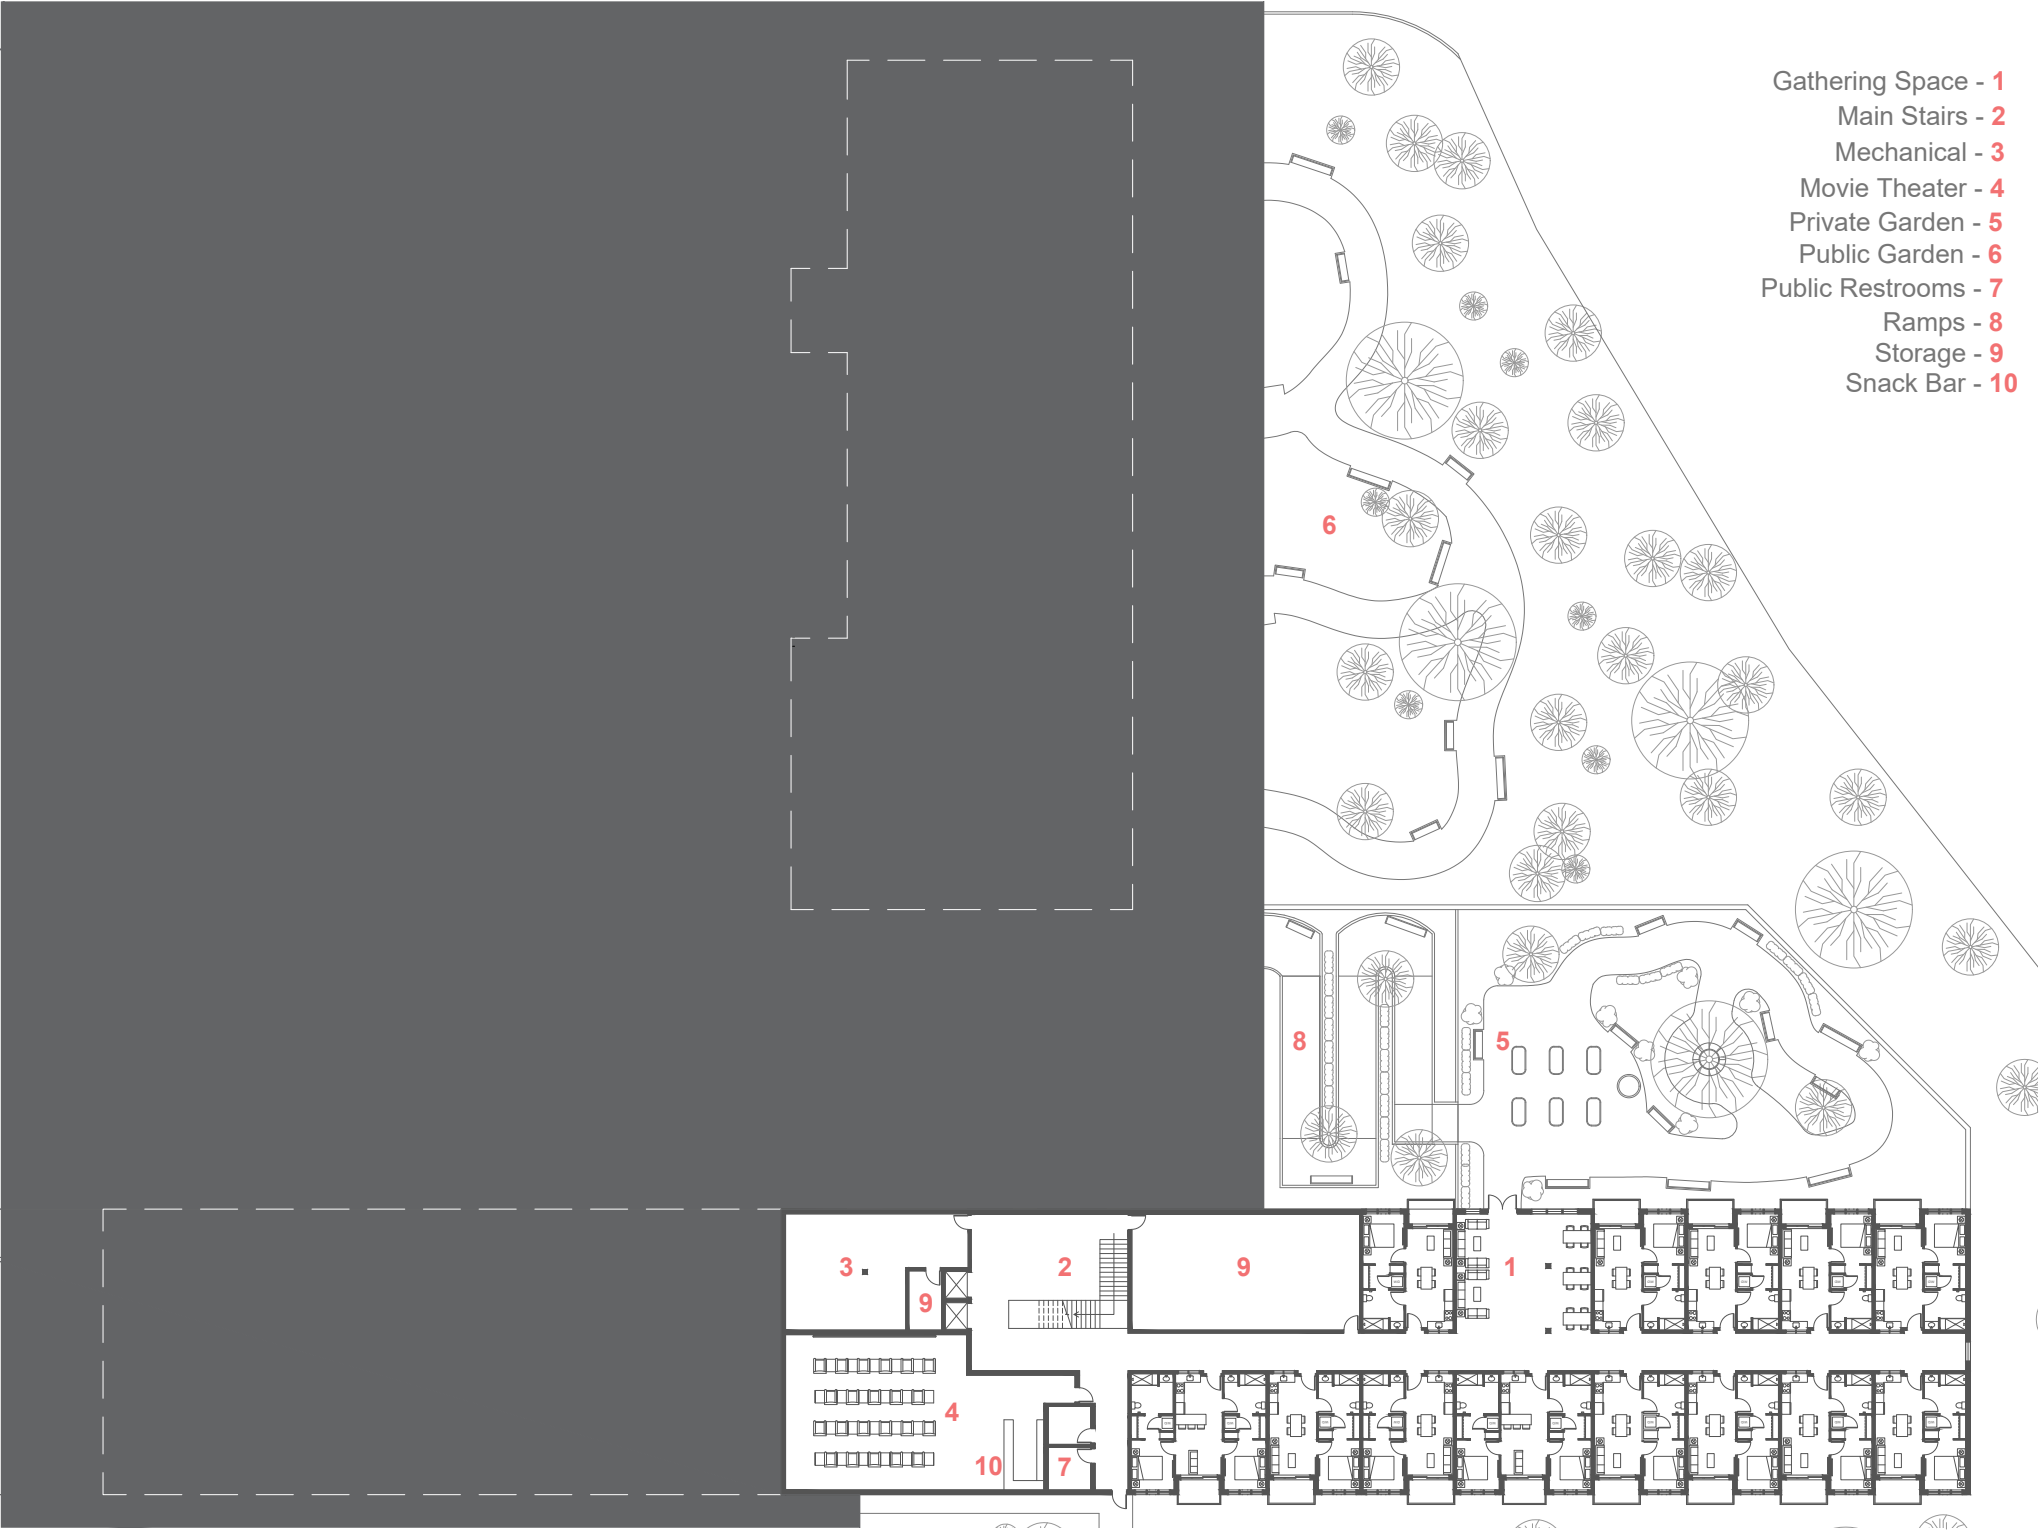 Gathering Space - 1
Main Stairs - 2
Mechanical - 3
Movie Theater - 4
Private Garden - 5
Public Garden - 6
Public Restrooms - 7
Ramps - 8
Storage - 9
Snack Bar - 10
6
8
5
3
2
9
1
9
4
10
7